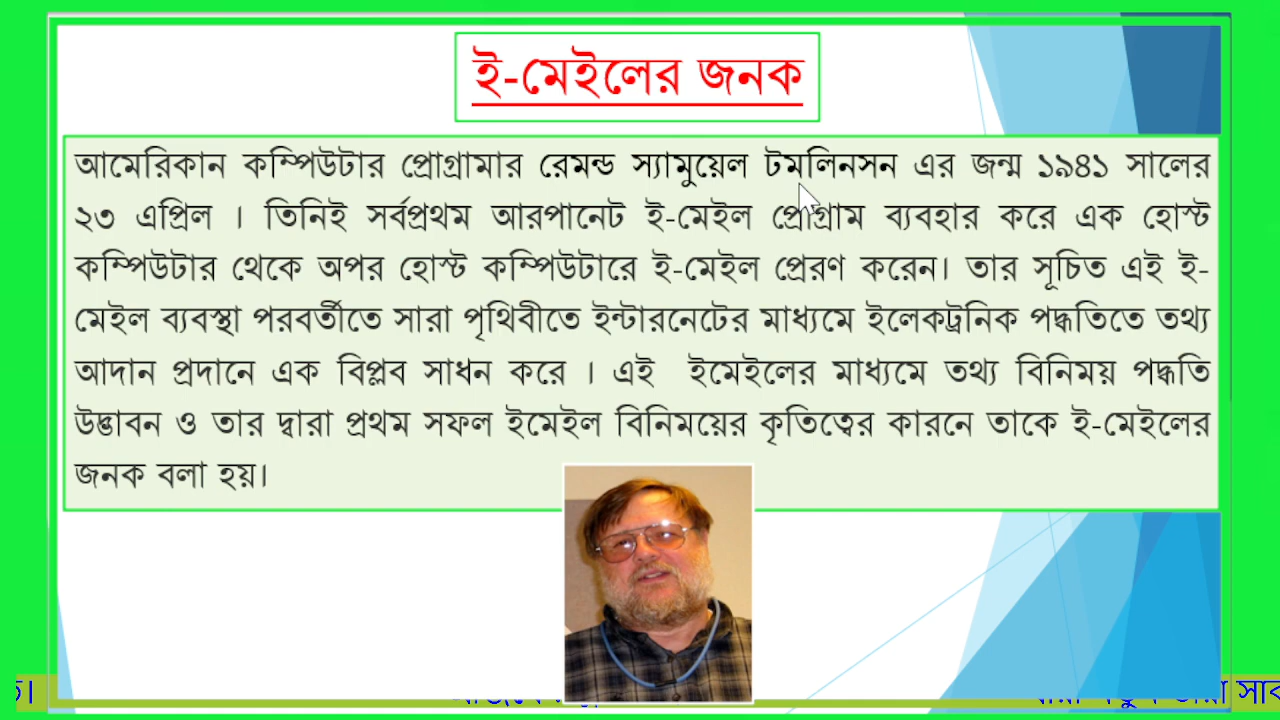 ই-মেইলের জনক
আমেরিকান কম্পিউটার প্রোগ্রামার রেমন্ড স্যামুয়েল টমলিনসন এর জন্ম ১৯৪১ সালের
২৩ এপ্রিল । তিনিই সর্বপ্রথম আরপানেট ই-মেইল প্রোগ্রাম ব্যবহার করে এক হোস্ট
কম্পিউটার থেকে অপর হোস্ট কম্পিউটারে ই-মেইল প্রেরণ করেন। তার সূচিত এই ই-
মেইল ব্যবস্থা পরবর্তীতে সারা পৃথিবীতে ইন্টারনেটের মাধ্যমে ইলেকট্রনিক পদ্ধতিতে তথ্য
আদান প্রদানে এক বিপ্লব সাধন করে । এই ইমেইলের মাধ্যমে তথ্য বিনিময় পদ্ধতি
উদ্ভাবন ও তার দ্বারা প্রথম সফল ইমেইল বিনিময়ের কৃতিত্বের কারনে তাকে ই-মেইলের
জনক বলা হয়।